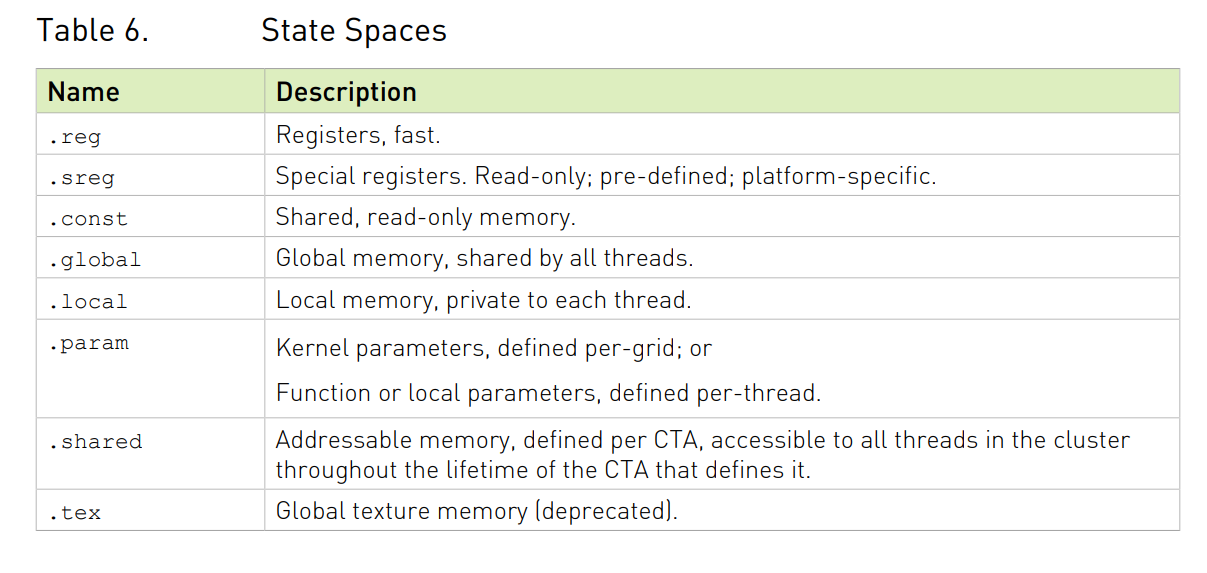 Table 6. State Spaces
Name Description
.reg Registers, fast.
.sreg Special registers. Read-only; pre-defined; platform-specific.
.const Shared, read-only memory.
.global Global memory, shared by all threads.
.local Local memory, private to each thread.
.param Kernel parameters, defined per-grid; or
Function or local parameters, defined per-thread.
.shared Addressable memory, defined per CTA, accessible to all threads in the cluster
throughout the lifetime of the CTA that defines it.
.tex Global texture memory (deprecated).